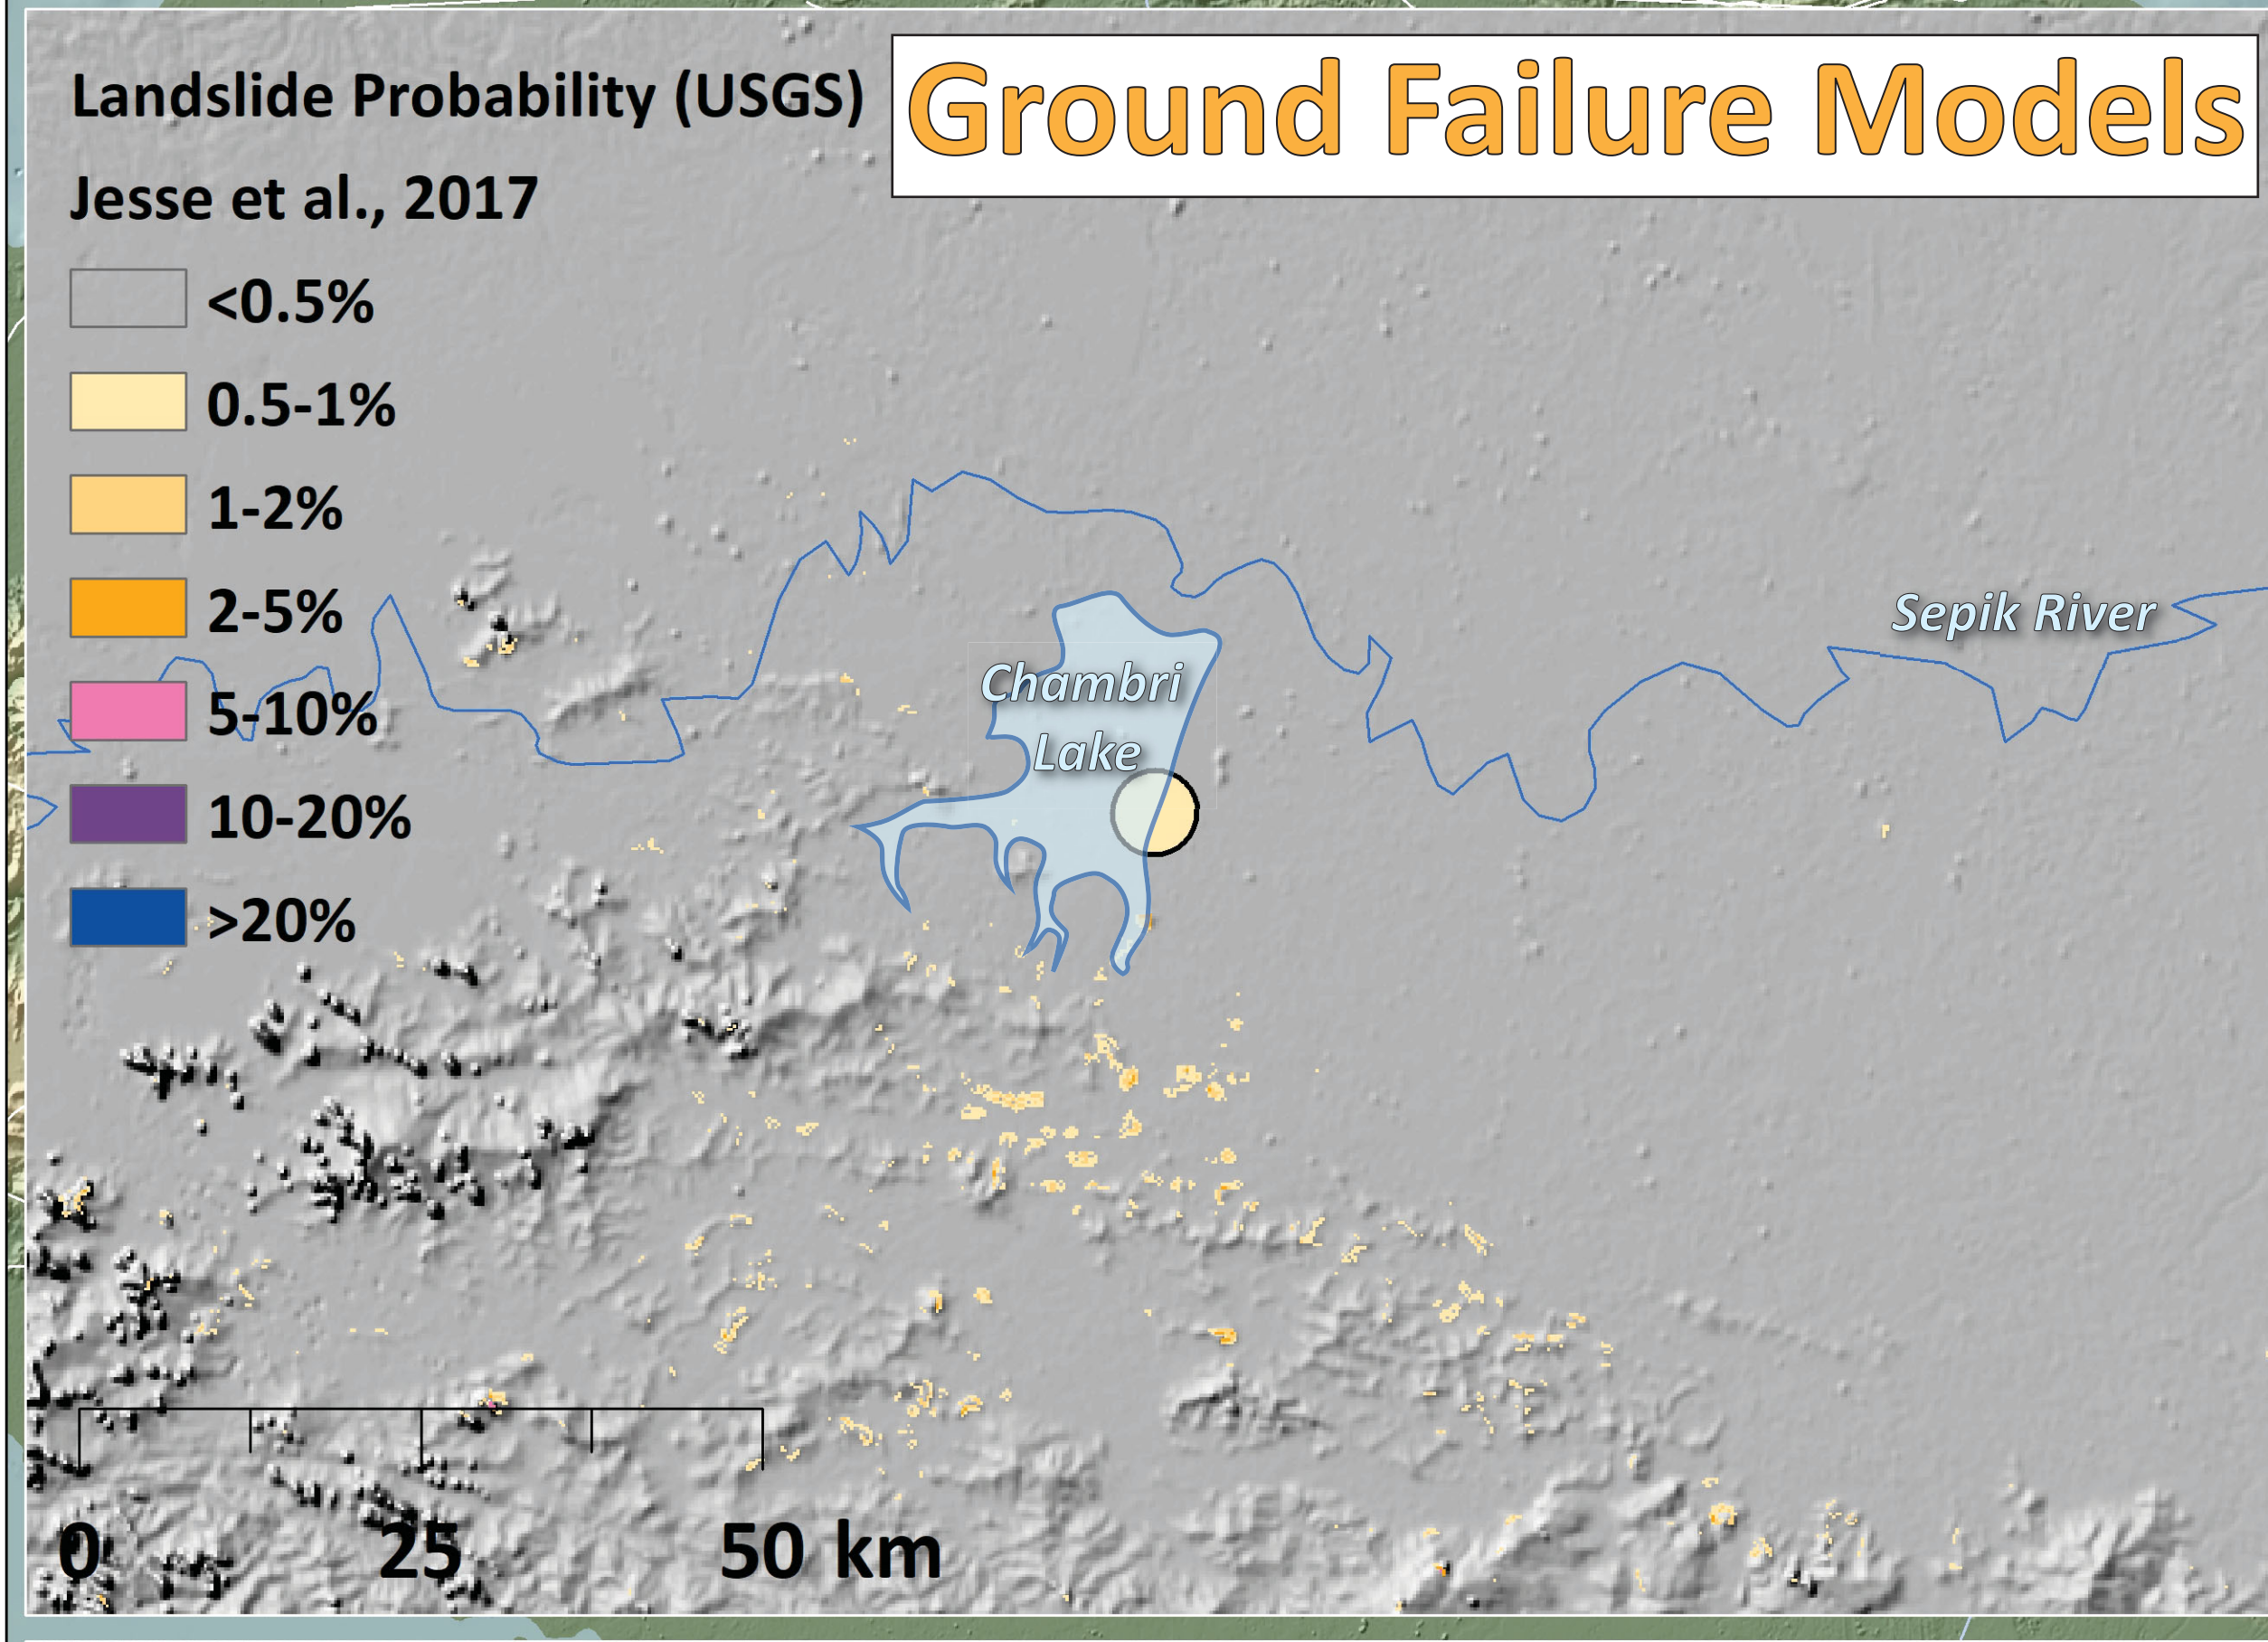 Ground Failure Models
Landslide Probability (USGS)
Jesse et al., 2017
<0.5%
0.5-1%
1-2%
2-5%
5-10%
10-20%
>20%
Sepik River
Chambri
Lake
0 25 50 km